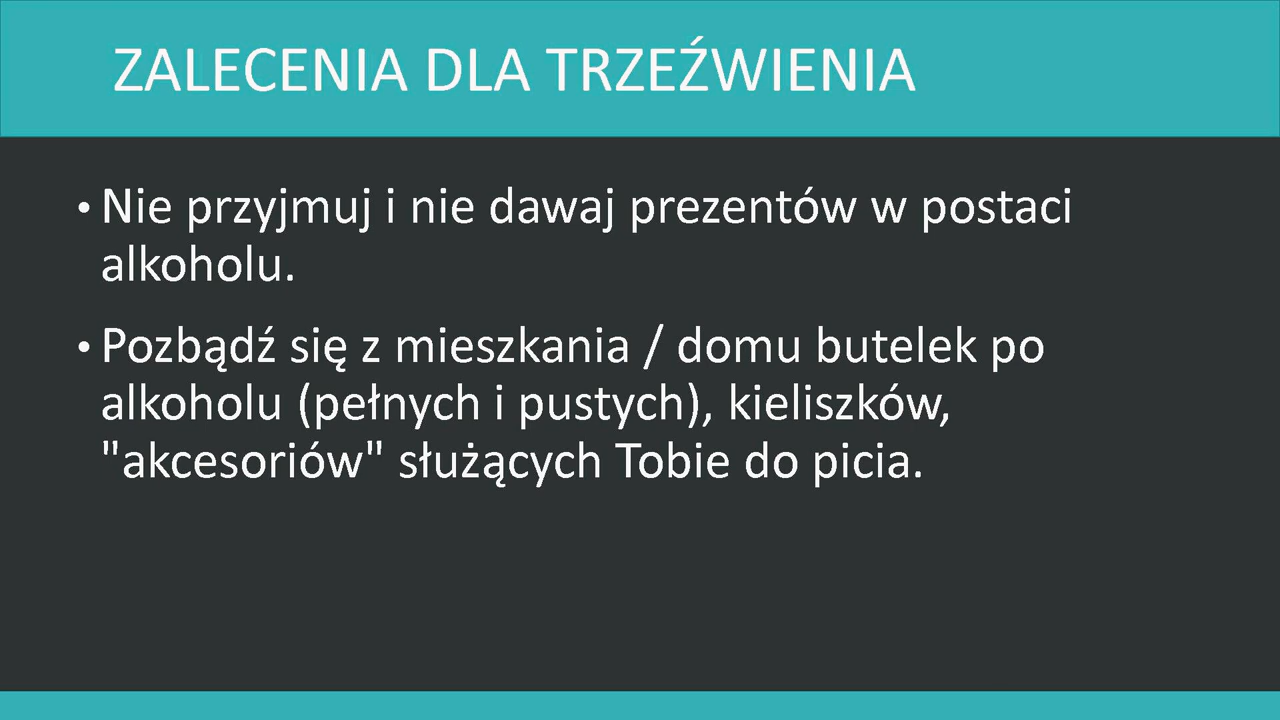 ZALECENIA DLA TRZEŹWIENIA
• Nie przyjmuj i nie dawaj prezentów w postaci
alkoholu.
• Pozbądź się z mieszkania / domu butelek po
alkoholu (pełnych i pustych), kieliszków,
"akcesoriów" służących Tobie do picia.